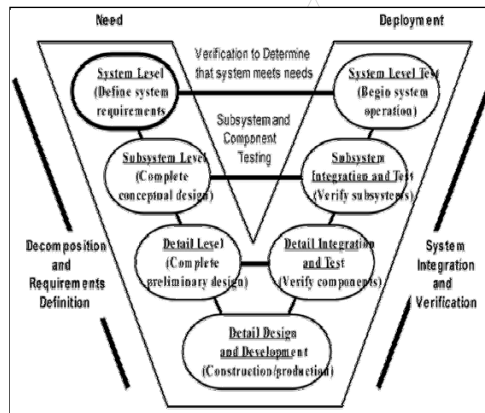 Need
Deployment
Verification to Determine
that system meets needs
System Level
(Define system
requirements
System Level Test
(Begin system
operation)
Subsystem and
Component
Testing
Subsystem Level
(Complete
conceptual design)
Subsystem
Integration and Test
(Verify subsystems)
Decomposition
and
Requirements
Definition
Detail Level
(Complete
preliminary design)
Detail Integration
and Test
(Verify components)
System
Integration
and
Verification
Detail Design
and Development
(Construction/production)